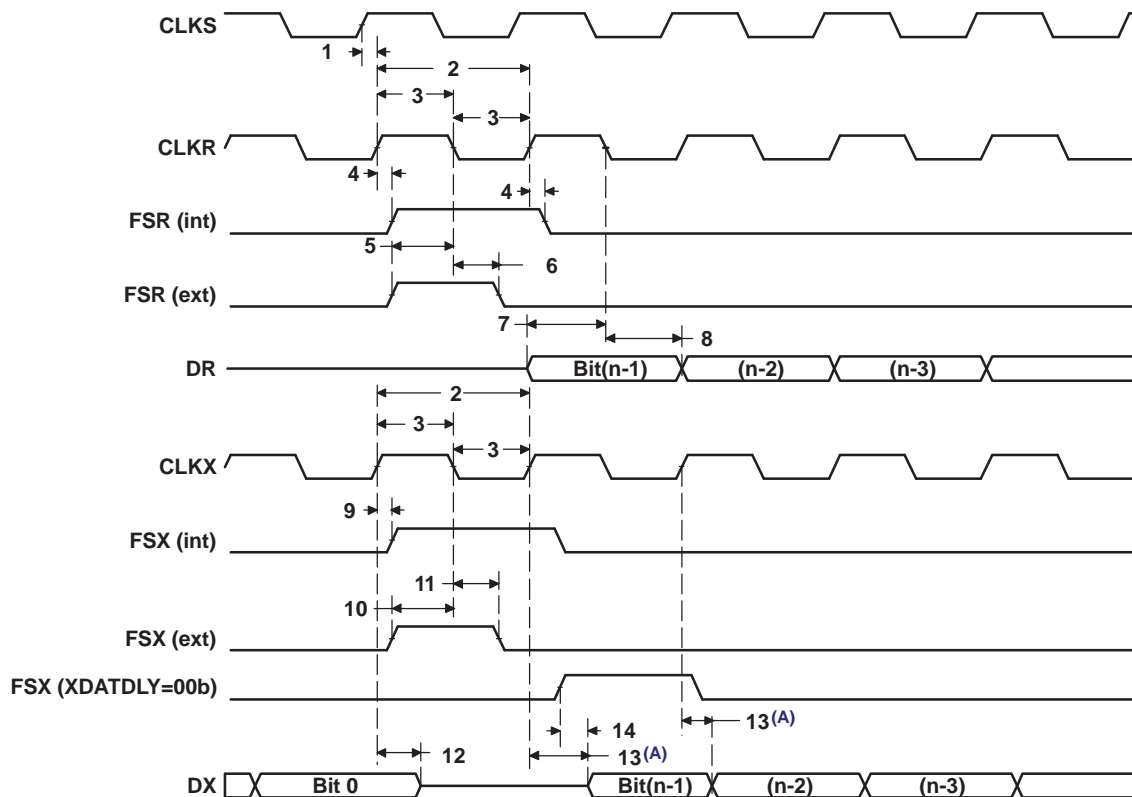 CLKS
1
2
3
3
CLKR
4
4
FSR (int)
5
6
FSR (ext)
7
8
DR
Bit(n-1)
(n-2)
(n-3)
2
3
3
CLKX
9
FSX (int)
11
10
FSX (ext)
FSX (XDATDLY=00b)
14
13(A)
12
13(A)
DX
Bit 0
Bit(n-1)
(n-2)
(n-3)